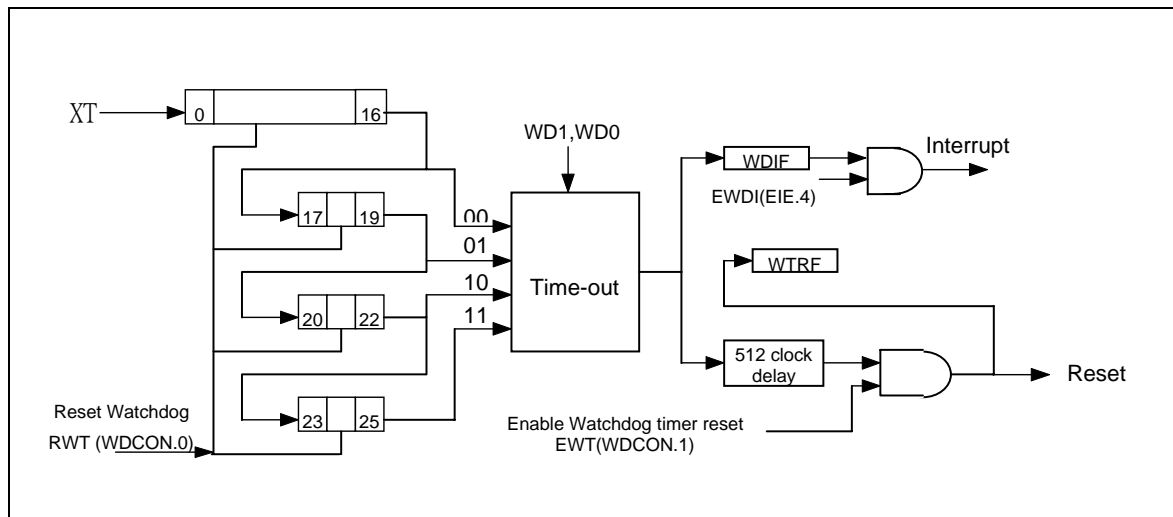 XT
0
16
WD1,WD0
WDIF
Interrupt
EWDI(EIE.4)
17
19
00
01
WTRF
Time-out
20
22
10
11
512 clock
delay
Reset
Reset Watchdog
23
25
Enable Watchdog timer reset
RWT (WDCON.0)
EWT(WDCON.1)